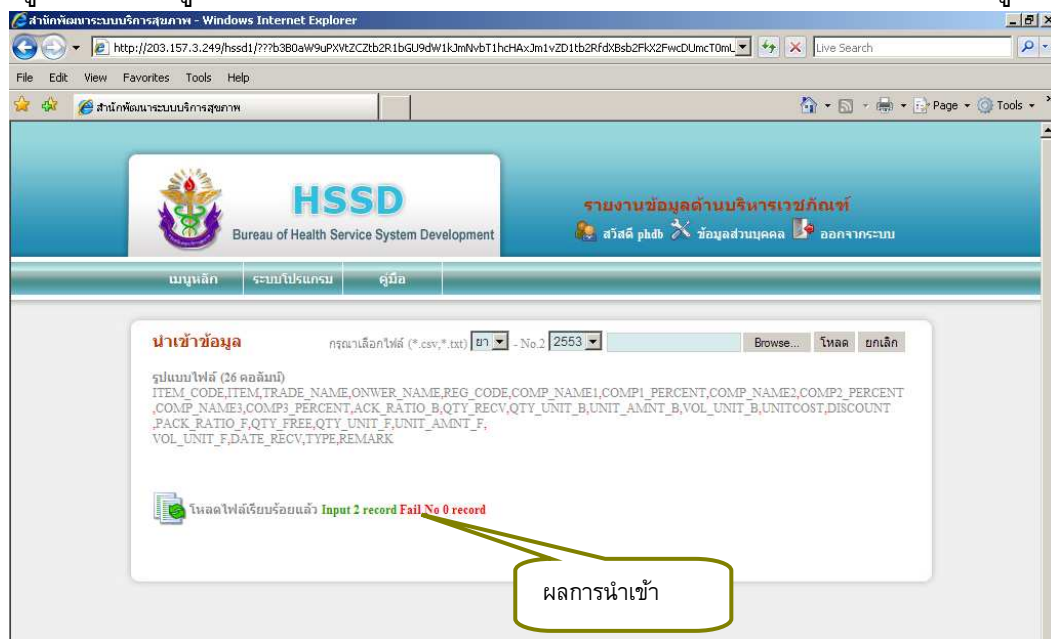 สำนักพัฒนาระบบบริการสุขภาพ - Windows Internet Explorer
Live Search
File Edit View Favorites Tools Help
สำนักพัฒนาระบบบริการสุขภาพ
Page Tools
HSSD
Bureau of Health Service System Development
รายงานข้อมูลด้านบริหารเวชภัณฑ์
สวัสดี phdb ข้อมูลส่วนบุคคล ออกจากระบบ
เมนูหลัก ระบบโปรแกรม คู่มือ
นำเข้าข้อมูล กรุณาเลือกไฟล์ (*.csv,*.txt) ยา - No.2 2553 Browse... โหลด ยกเลิก
รูปแบบไฟล์ (26 คอลัมน์)
ITEM_CODE,ITEM,TRADE_NAME,ONWER_NAME,REG_CODE,COMP_NAME1,COMP1_PERCENT,COMP_NAME2,COMP2_PERCENT
,COMP_NAME3,COMP3_PERCENT,ACK_RATIO_B,QTY_RECV,QTY_UNIT_B,UNIT_AMNT_B,VOL_UNIT_B,UNITCOST,DISCOUNT
,PACK_RATIO_F,QTY_FREE,QTY_UNIT_F,UNIT_AMNT_F,
VOL_UNIT_F,DATE_RECV,TYPE,REMARK
โหลดไฟล์เรียบร้อยแล้ว Input 2 record Fail No 0 record
ผลการนำเข้า